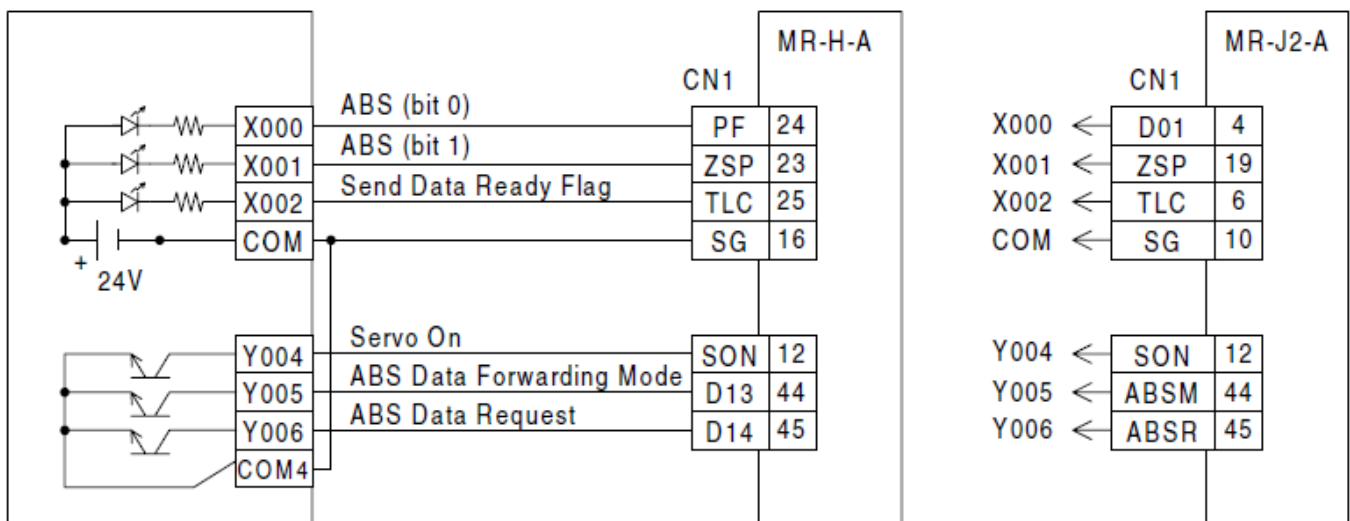 MR-H-A
MR-J2-A
CN1
CN1
ABS (bit 0)
X000 PF 24
X000 D01 4
ABS (bit 1)
X001 ZSP 23
X001 ZSP 19
Send Data Ready Flag
X002 TLC 25
X002 TLC 6
COM SG 16
COM SG 10
+
24V
Servo On
Y004 SON 12
Y004 SON 12
ABS Data Forwarding Mode
Y005 D13 44
Y005 ABSM 44
ABS Data Request
Y006 D14 45
Y006 ABSR 45
COM4